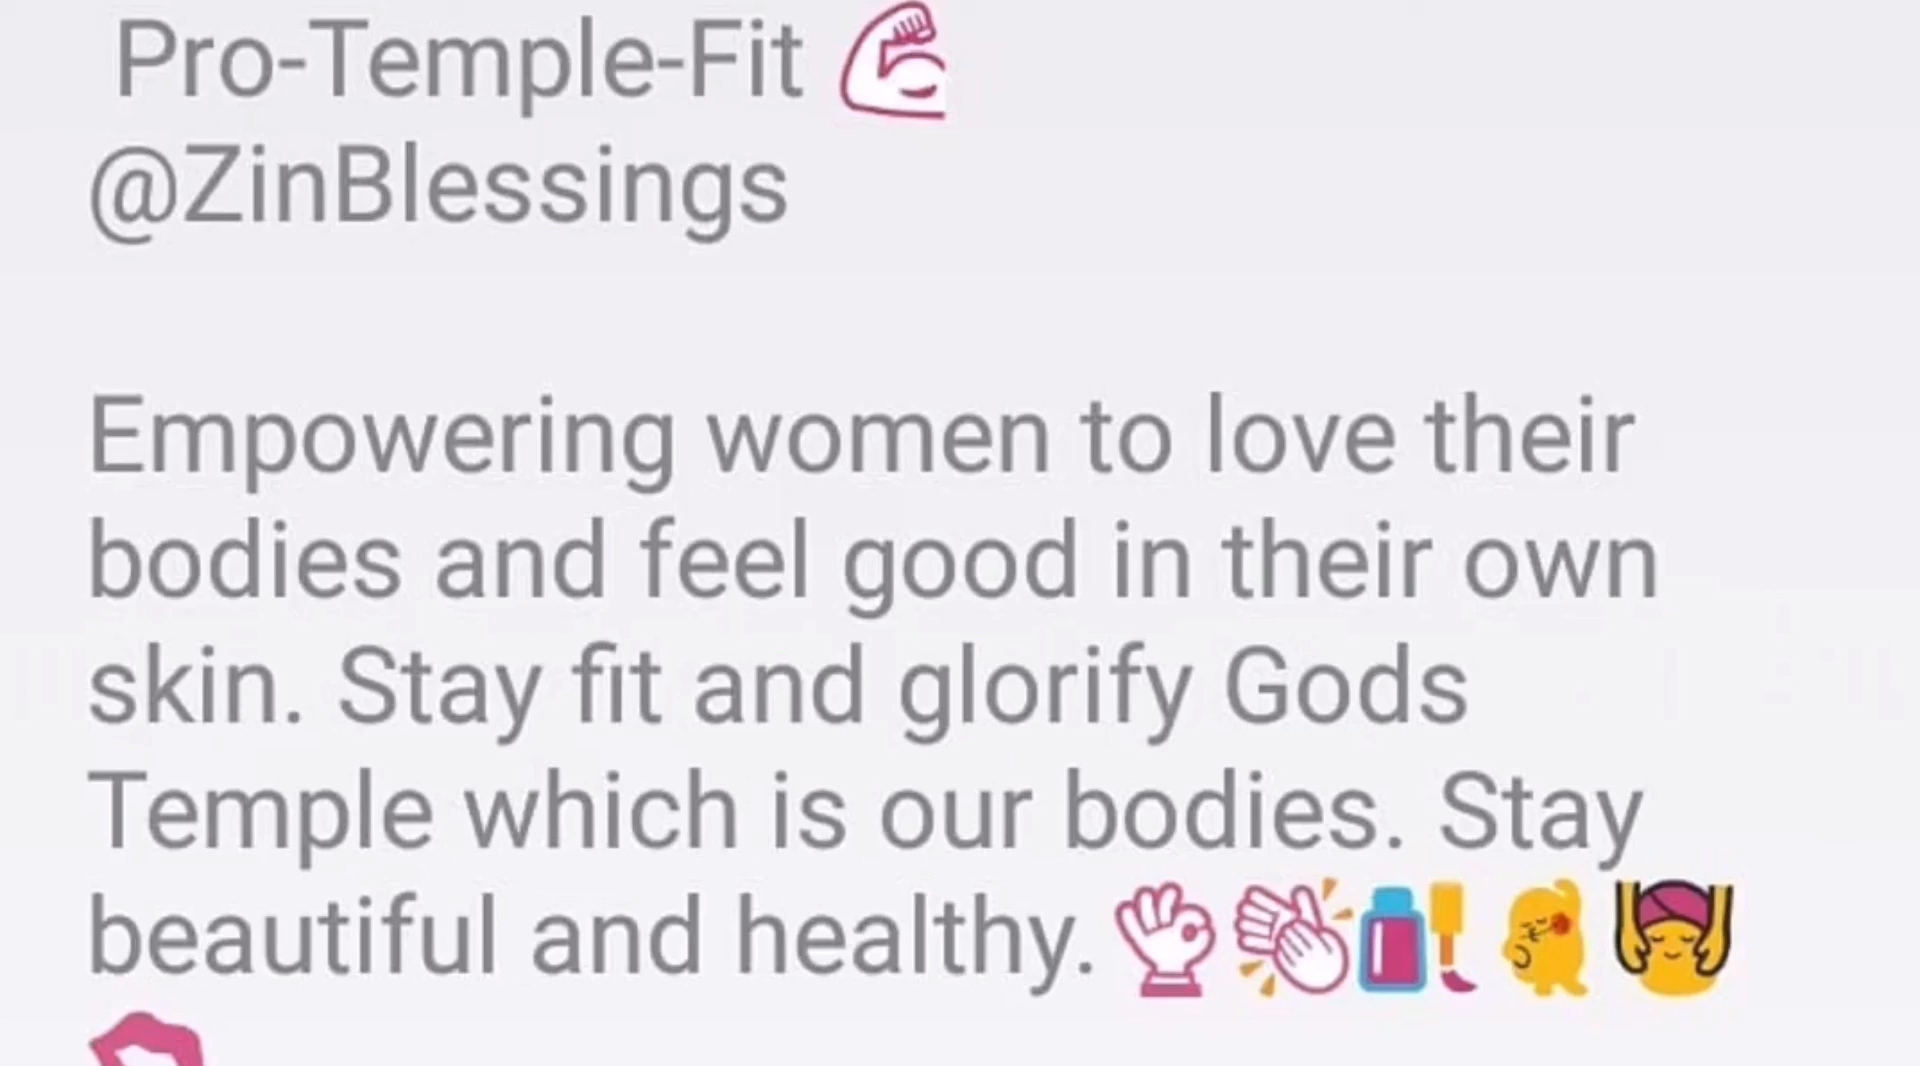 Pro-Temple-Fit 💪
@ZinBlessings
Empowering women to love their
bodies and feel good in their own
skin. Stay fit and glorify Gods
Temple which is our bodies. Stay
beautiful and healthy. 👌👏💅💃💆
💋